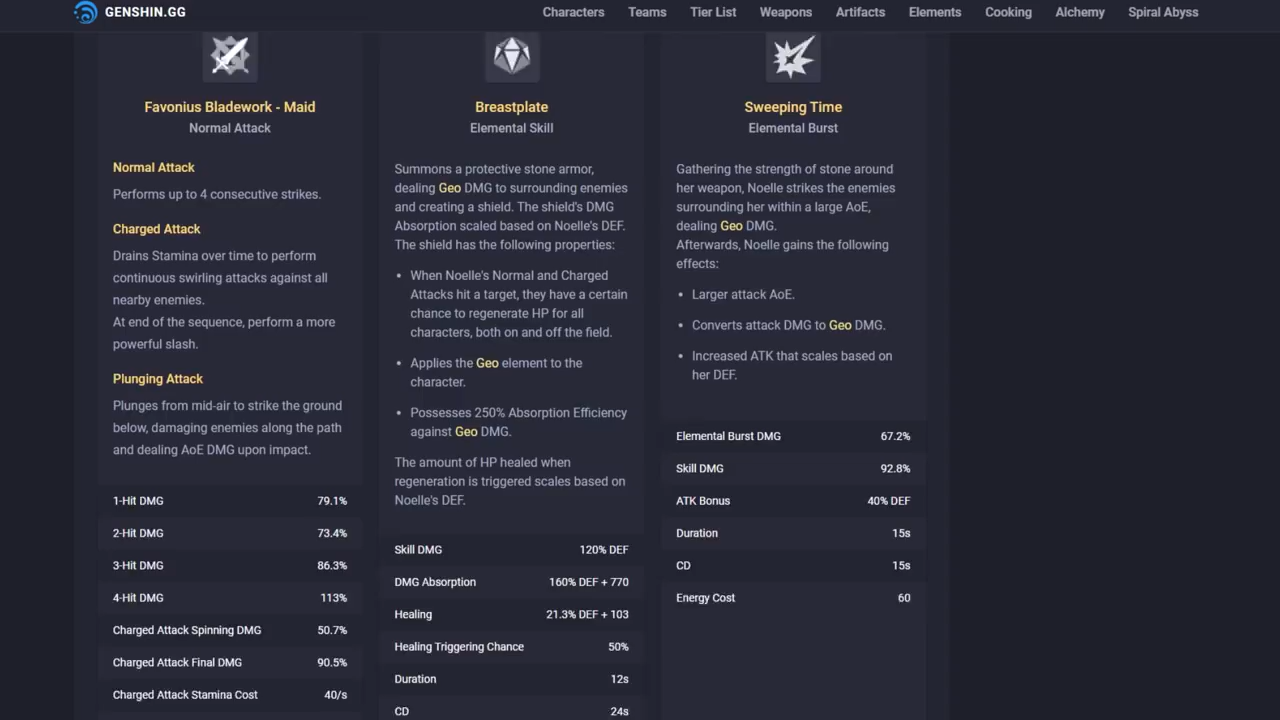 GENSHIN.GG
Characters
Teams
Tier List
Weapons
Artifacts
Elements
Cooking
Alchemy
Spiral Abyss
Favonius Bladework - Maid
Normal Attack
Normal Attack
Performs up to 4 consecutive strikes.
Charged Attack
Drains Stamina over time to perform
continuous swirling attacks against all
nearby enemies.
At end of the sequence, perform a more
powerful slash.
Plunging Attack
Plunges from mid-air to strike the ground
below, damaging enemies along the path
and dealing AoE DMG upon impact.
1-Hit DMG 79.1%
2-Hit DMG 73.4%
3-Hit DMG 86.3%
4-Hit DMG 113%
Charged Attack Spinning DMG 50.7%
Charged Attack Final DMG 90.5%
Charged Attack Stamina Cost 40/s
Breastplate
Elemental Skill
Summons a protective stone armor,
dealing Geo DMG to surrounding enemies
and creating a shield. The shield's DMG
Absorption scaled based on Noelle's DEF.
The shield has the following properties:
• When Noelle's Normal and Charged
Attacks hit a target, they have a certain
chance to regenerate HP for all
characters, both on and off the field.
• Applies the Geo element to the
character.
• Possesses 250% Absorption Efficiency
against Geo DMG.
The amount of HP healed when
regeneration is triggered scales based on
Noelle's DEF.
Skill DMG 120% DEF
DMG Absorption 160% DEF + 770
Healing 21.3% DEF + 103
Healing Triggering Chance 50%
Duration 12s
CD 24s
Sweeping Time
Elemental Burst
Gathering the strength of stone around
her weapon, Noelle strikes the enemies
surrounding her within a large AoE,
dealing Geo DMG.
Afterwards, Noelle gains the following
effects:
• Larger attack AoE.
• Converts attack DMG to Geo DMG.
• Increased ATK that scales based on
her DEF.
Elemental Burst DMG 67.2%
Skill DMG 92.8%
ATK Bonus 40% DEF
Duration 15s
CD 15s
Energy Cost 60